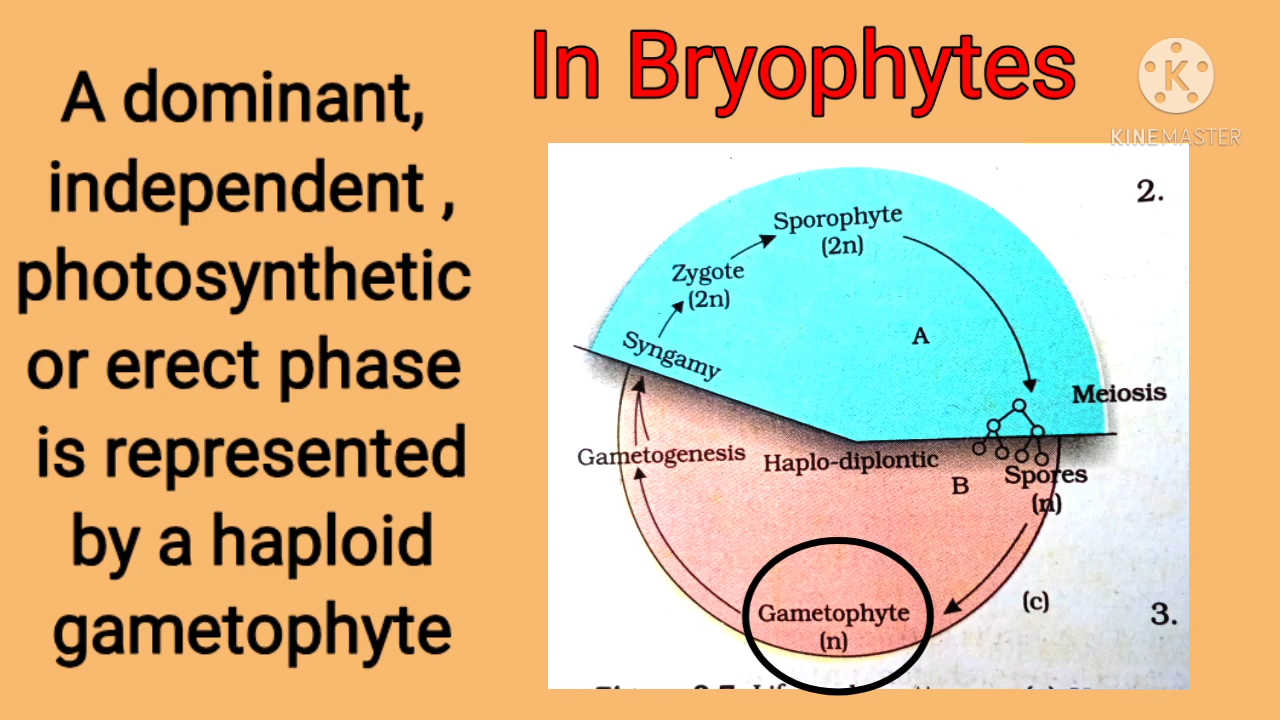 In Bryophytes
A dominant,
independent ,
photosynthetic
or erect phase
is represented
by a haploid
gametophyte
K
KINEMASTER
2.
Sporophyte
(2n)
Zygote
(2n)
Syngamy
A
Meiosis
Gametogenesis
Haplo-diplontic
B
Spores
(n)
Gametophyte
(n)
(c)
3.